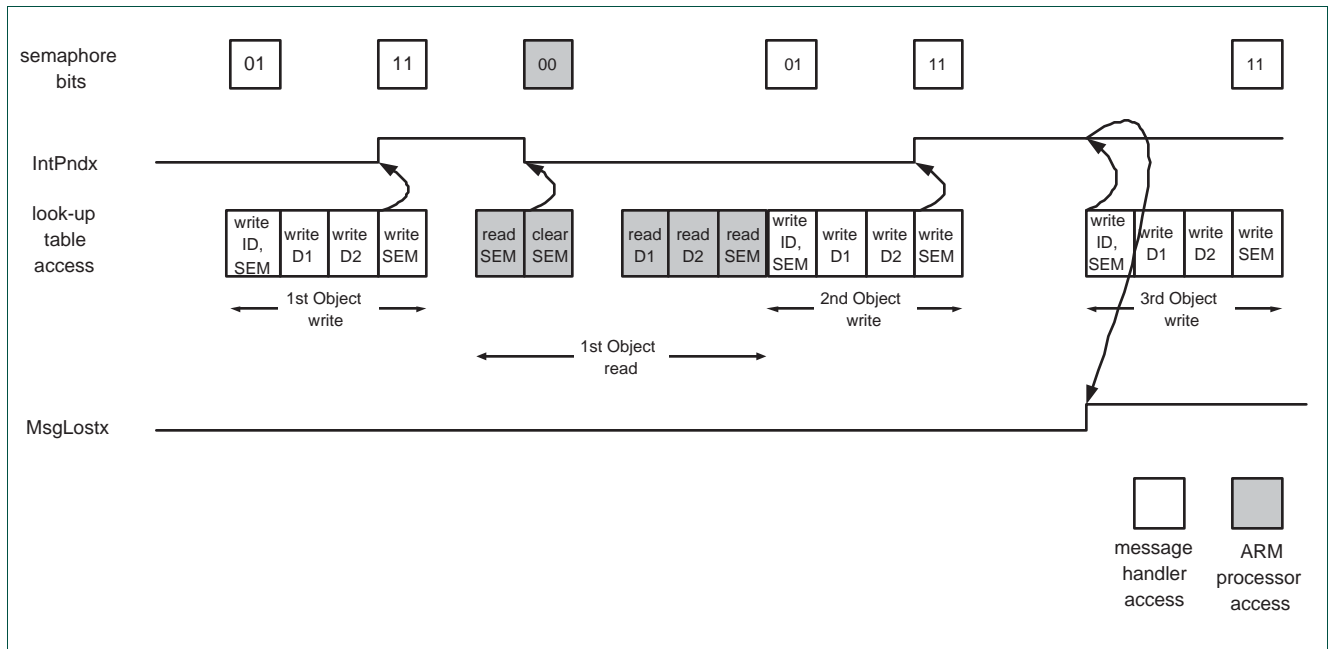 semaphore
bits
01
11
00
01
11
11
IntPndx
look-up
table
access
write
ID,
SEM
write
D1
write
D2
write
SEM
read
SEM
clear
SEM
read
D1
read
D2
read
SEM
write
ID,
SEM
write
D1
write
D2
write
SEM
write
ID,
SEM
write
D1
write
D2
write
SEM
1st Object
write
2nd Object
write
3rd Object
write
1st Object
read
MsgLostx
message
handler
access
ARM
processor
access